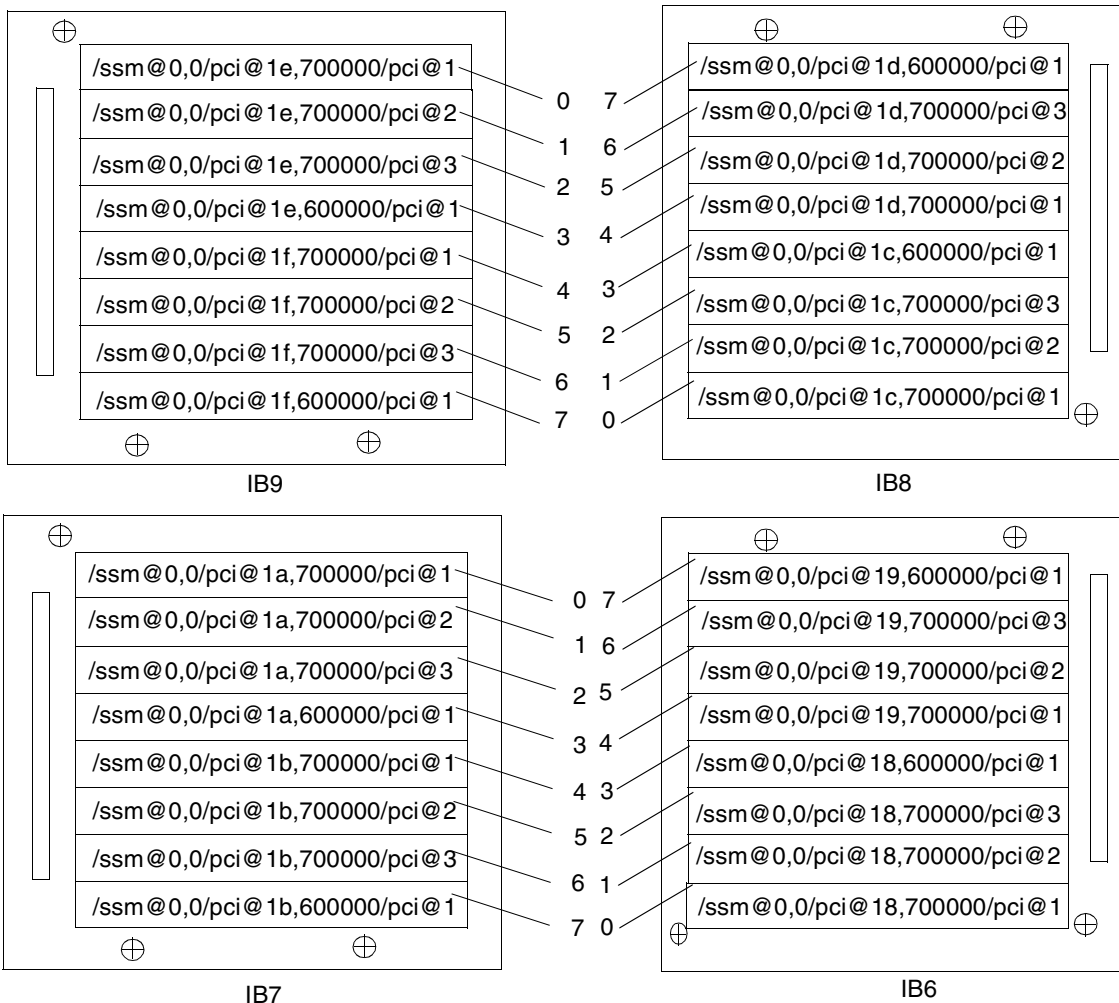 /ssm@0,0/pci@1e,700000/pci@1
/ssm@0,0/pci@1e,700000/pci@2
/ssm@0,0/pci@1e,700000/pci@3
/ssm@0,0/pci@1e,600000/pci@1
/ssm@0,0/pci@1f,700000/pci@1
/ssm@0,0/pci@1f,700000/pci@2
/ssm@0,0/pci@1f,700000/pci@3
/ssm@0,0/pci@1f,600000/pci@1
0 7
1 6
2 5
3 4
4 3
5 2
6 1
7 0
/ssm@0,0/pci@1d,600000/pci@1
/ssm@0,0/pci@1d,700000/pci@3
/ssm@0,0/pci@1d,700000/pci@2
/ssm@0,0/pci@1d,700000/pci@1
/ssm@0,0/pci@1c,600000/pci@1
/ssm@0,0/pci@1c,700000/pci@3
/ssm@0,0/pci@1c,700000/pci@2
/ssm@0,0/pci@1c,700000/pci@1
IB9
IB8
/ssm@0,0/pci@1a,700000/pci@1
/ssm@0,0/pci@1a,700000/pci@2
/ssm@0,0/pci@1a,700000/pci@3
/ssm@0,0/pci@1a,600000/pci@1
/ssm@0,0/pci@1b,700000/pci@1
/ssm@0,0/pci@1b,700000/pci@2
/ssm@0,0/pci@1b,700000/pci@3
/ssm@0,0/pci@1b,600000/pci@1
0 7
1 6
2 5
3 4
4 3
5 2
6 1
7 0
/ssm@0,0/pci@19,600000/pci@1
/ssm@0,0/pci@19,700000/pci@3
/ssm@0,0/pci@19,700000/pci@2
/ssm@0,0/pci@19,700000/pci@1
/ssm@0,0/pci@18,600000/pci@1
/ssm@0,0/pci@18,700000/pci@3
/ssm@0,0/pci@18,700000/pci@2
/ssm@0,0/pci@18,700000/pci@1
IB7
IB6